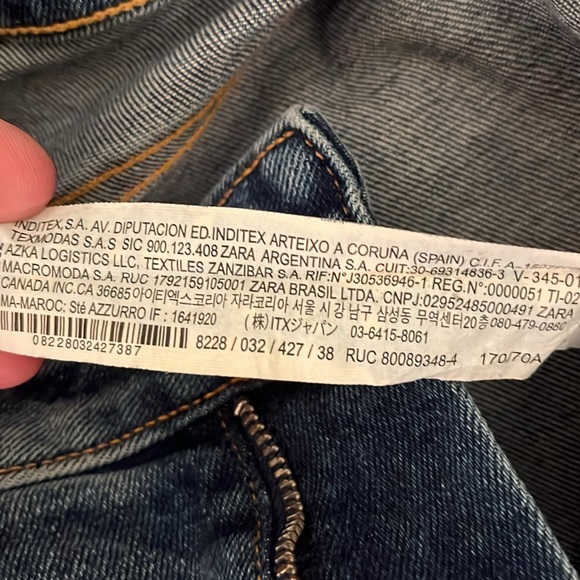 INDITEX, S.A. AV. DIPUTACION ED.INDITEX ARTEIXO A CORUÑA (SPAIN) C.I.F.
TEXMODAS S.A.S SIC 900.123.408 ZARA ARGENTINA S.A. CUIT:30-69314836-3 V-345-01
AZKA LOGISTICS LLC, TEXTILES ZANZIBAR S.A. RIF:N°J30536946-1 REG.N°:0000051 TI-02
MACROMODA S.A. RUC 1792159105001 ZARA BRASIL LTDA. CNPJ:02952485000491 ZARA
CANADA INC.CA 36685 아이티엑스코리아 자라코리아 서울 시 강남구 삼성동 무역센터20층 080-479-0880
MA-MAROC: Sté AZZURRO IF : 1641920 (株) ITXジャパン 03-6415-8061
08228032427387 8228 / 032 / 427 / 38 RUC 80089348-4 170/70A